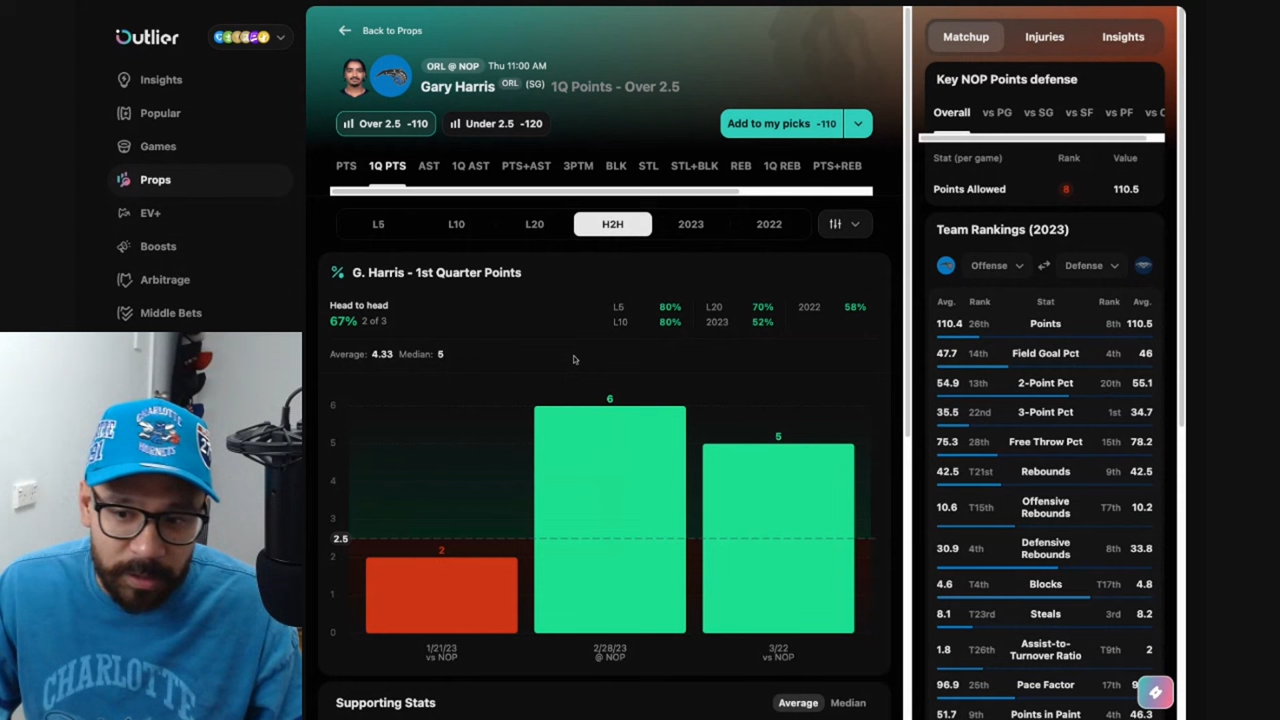 Outlier
Insights
Popular
Games
Props
EV+
Boosts
Arbitrage
Middle Bets
Back to Props
ORL @ NOP Thu 11:00 AM
Gary Harris ORL (SG) 1Q Points - Over 2.5
Over 2.5 -110
Under 2.5 -120
Add to my picks -110
PTS 1Q PTS AST 1Q AST PTS+AST 3PTM BLK STL STL+BLK REB 1Q REB PTS+REB
L5 L10 L20 H2H 2023 2022
% G. Harris - 1st Quarter Points
Head to head
67% 2 of 3
L5 80% L20 70% 2022 58%
L10 80% 2023 52%
Average: 4.33 Median: 5
6
5
4
3
2.5
2
1
0
2
6
5
1/21/23
vs NOP
2/28/23
@ NOP
3/22
vs NOP
Supporting Stats
Average Median
Matchup Injuries Insights
Key NOP Points defense
Overall vs PG vs SG vs SF vs PF vs C
Stat (per game) Rank Value
Points Allowed 8 110.5
Team Rankings (2023)
Offense Defense
Avg. Rank Stat Rank Avg.
110.4 26th Points 8th 110.5
47.7 14th Field Goal Pct 4th 46
54.9 13th 2-Point Pct 20th 55.1
35.5 22nd 3-Point Pct 1st 34.7
75.3 28th Free Throw Pct 15th 78.2
42.5 T21st Rebounds 9th 42.5
10.6 T15th Offensive Rebounds T7th 10.2
30.9 4th Defensive Rebounds 8th 33.8
4.6 T4th Blocks T17th 4.8
8.1 T23rd Steals 3rd 8.2
1.8 T26th Assist-to-Turnover Ratio T9th 2
96.9 25th Pace Factor 17th
51.7 9th Points in Paint 4th 46.3
CHARLOTTE
HORNETS
CHARLOTTE